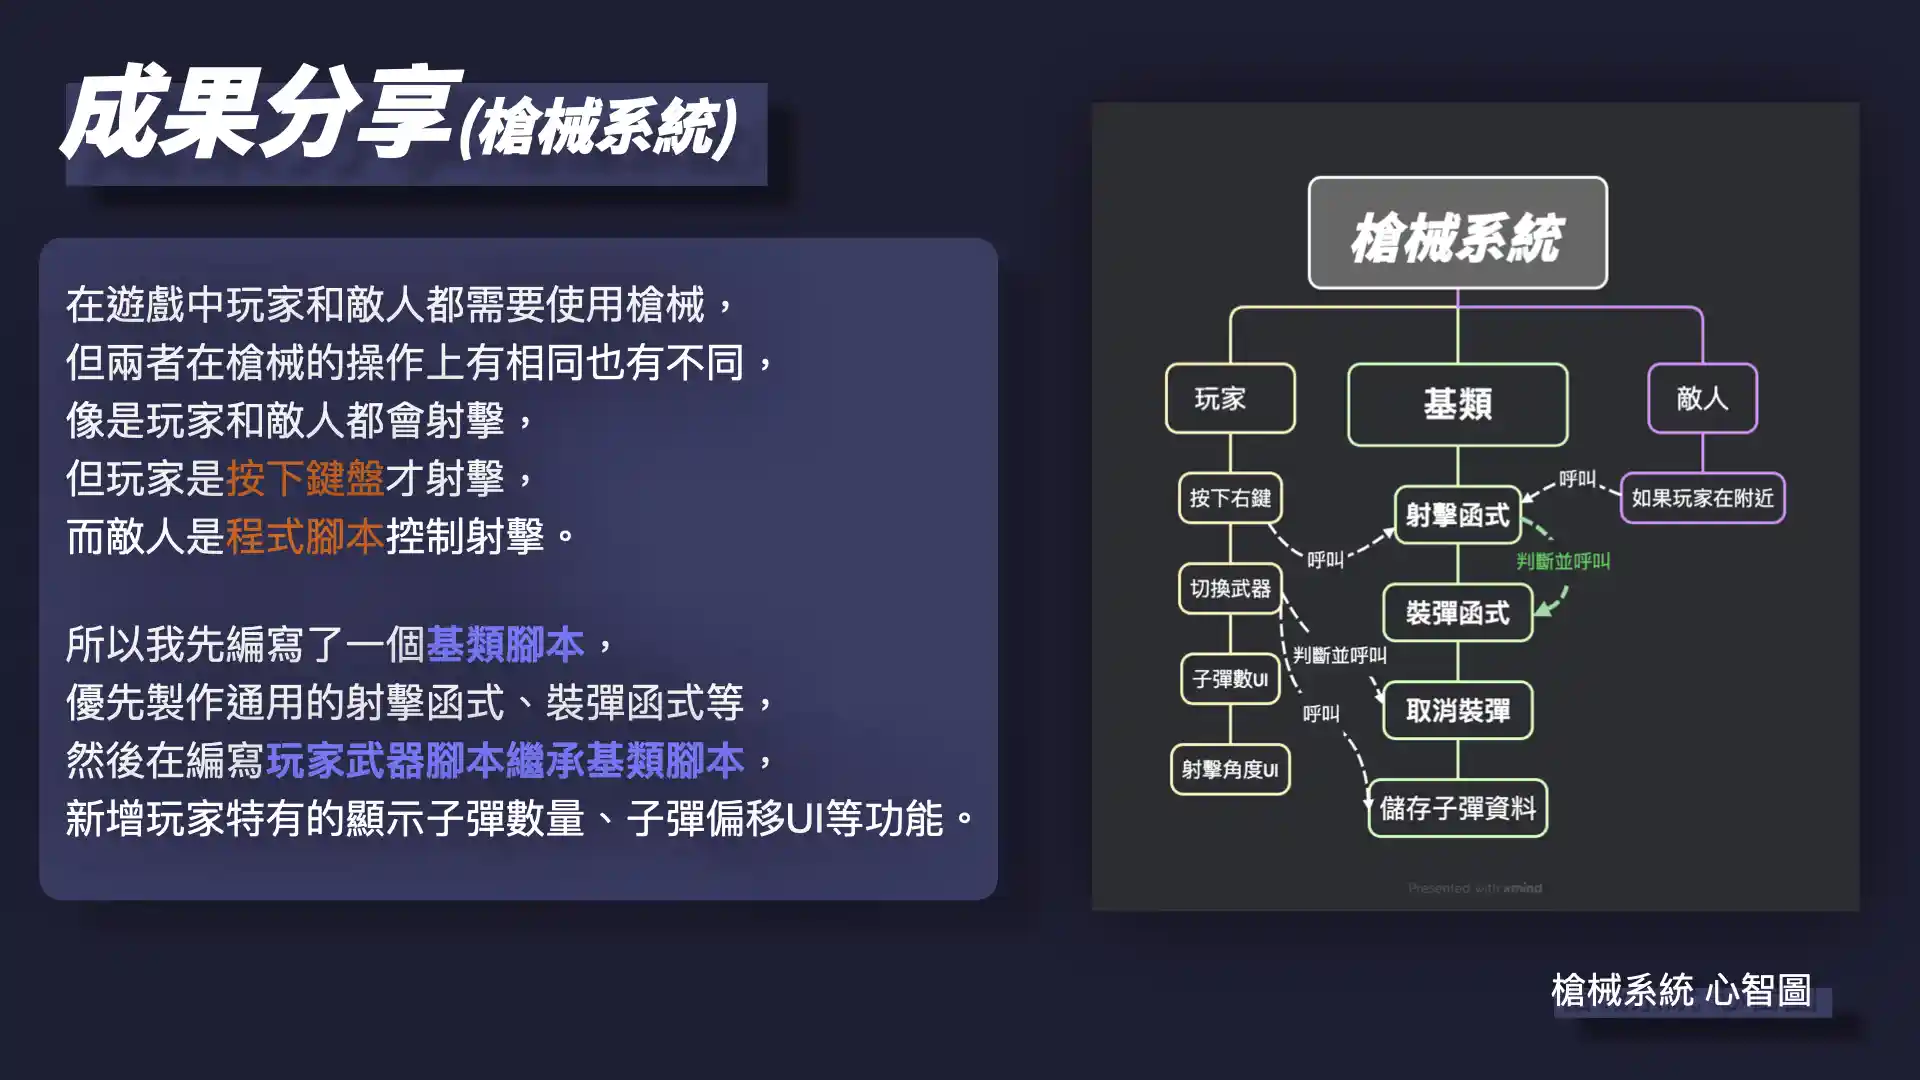 成果分享(槍械系統)
在遊戲中玩家和敵人都需要使用槍械，
但兩者在槍械的操作上有相同也有不同，
像是玩家和敵人都會射擊，
但玩家是按下鍵盤才射擊，
而敵人是程式腳本控制射擊。
所以我先編寫了一個基類腳本，
優先製作通用的射擊函式、裝彈函式等，
然後在編寫玩家武器腳本繼承基類腳本，
新增玩家特有的顯示子彈數量、子彈偏移UI等功能。
槍械系統
玩家
基類
敵人
按下右鍵
射擊函式
呼叫
如果玩家在附近
呼叫
判斷並呼叫
切換武器
裝彈函式
判斷並呼叫
子彈數UI
呼叫
取消裝彈
射擊角度UI
儲存子彈資料
Presented with xmind
槍械系統 心智圖